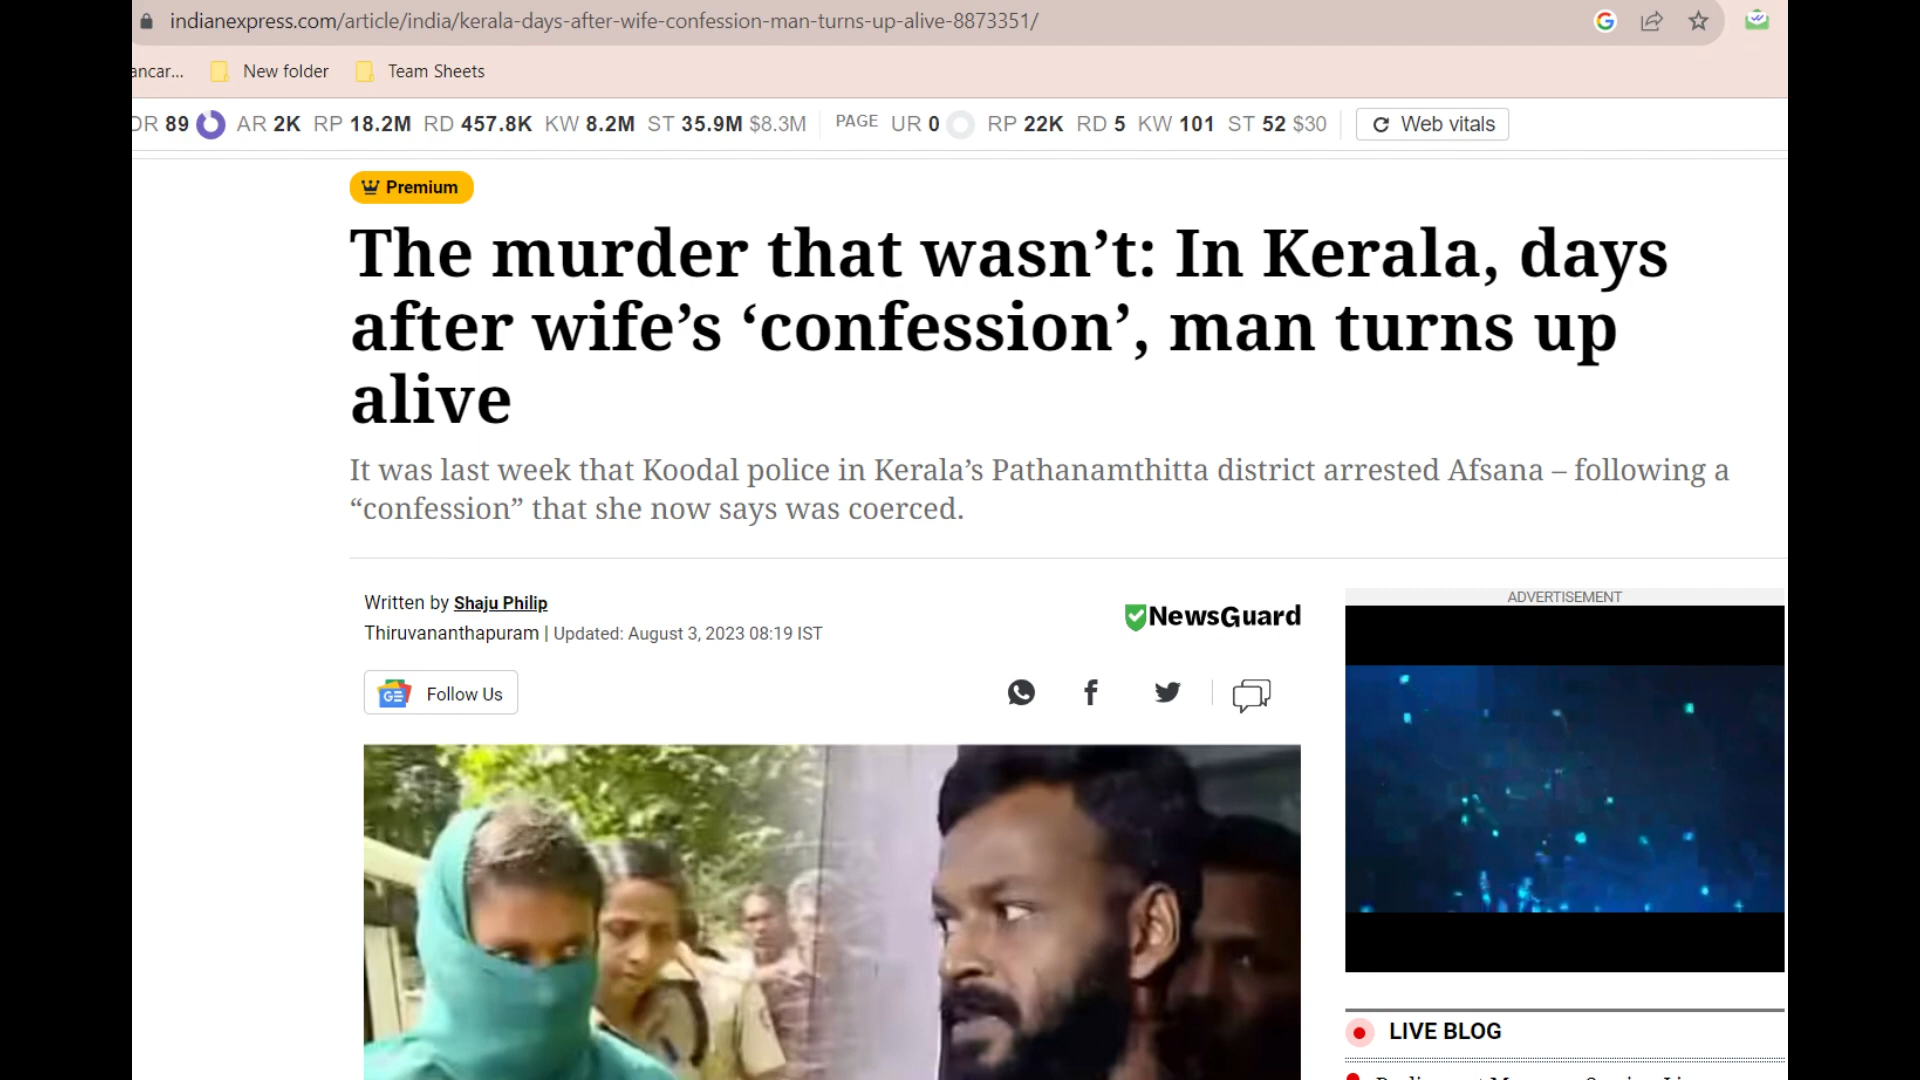 indianexpress.com/article/india/kerala-days-after-wife-confession-man-turns-up-alive-8873351/
ancar... New folder Team Sheets
DR 89 AR 2K RP 18.2M RD 457.8K KW 8.2M ST 35.9M $8.3M PAGE UR 0 RP 22K RD 5 KW 101 ST 52 $30 Web vitals
Premium
The murder that wasn’t: In Kerala, days
after wife’s ‘confession’, man turns up
alive
It was last week that Koodal police in Kerala’s Pathanamthitta district arrested Afsana – following a
“confession” that she now says was coerced.
Written by Shaju Philip
Thiruvananthapuram | Updated: August 3, 2023 08:19 IST
NewsGuard
GE Follow Us
ADVERTISEMENT
LIVE BLOG